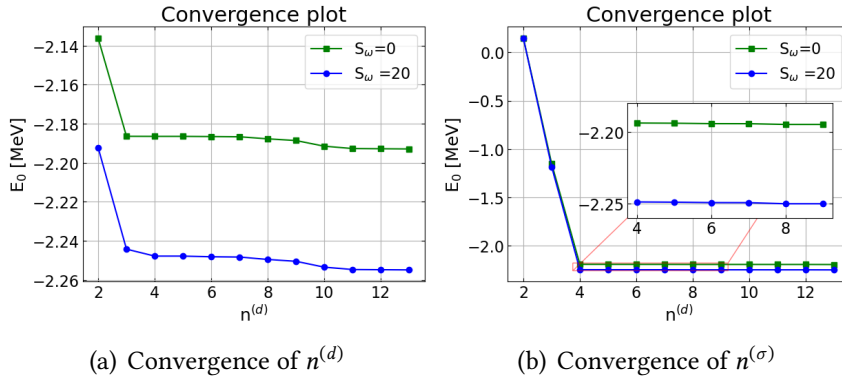 Convergence plot
S_ω=0
S_ω =20
E_0 [MeV]
−2.14
−2.16
−2.18
−2.20
−2.22
−2.24
−2.26
2 4 6 8 10 12
n^(d)
(a) Convergence of n^(d)
Convergence plot
S_ω=0
S_ω =20
E_0 [MeV]
0.0
−0.5
−1.0
−1.5
−2.0
−2.20
−2.25
4 6 8
2 4 6 8 10 12
n^(d)
(b) Convergence of n^(σ)